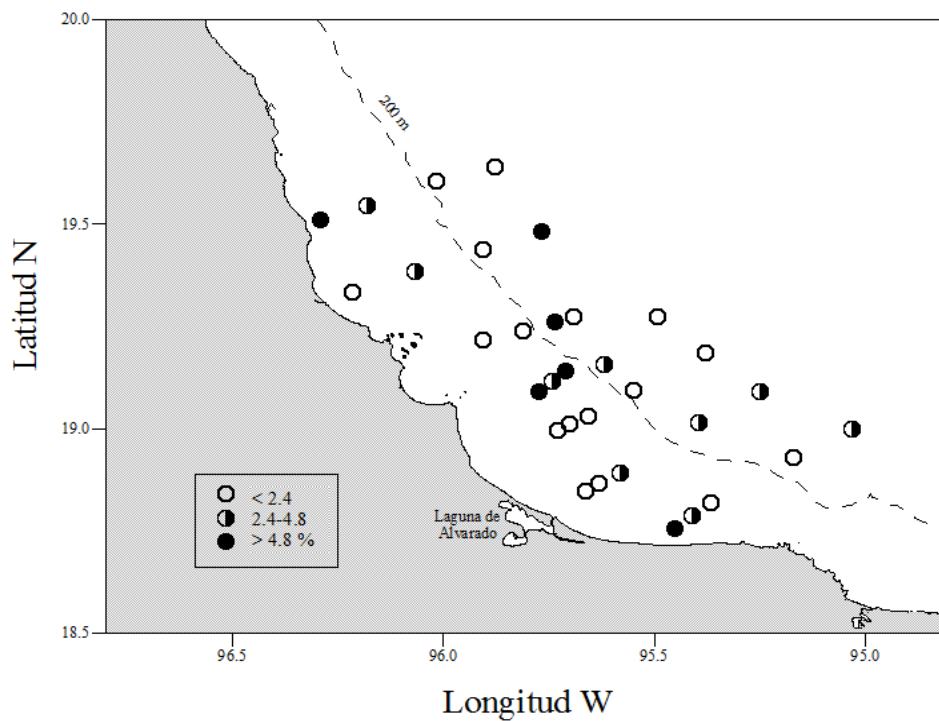 20.0
200 m
19.5
Latitud N
19.0
< 2.4
2.4-4.8
> 4.8 %
Laguna de
Alvarado
18.5
96.5
96.0
95.5
95.0
Longitud W